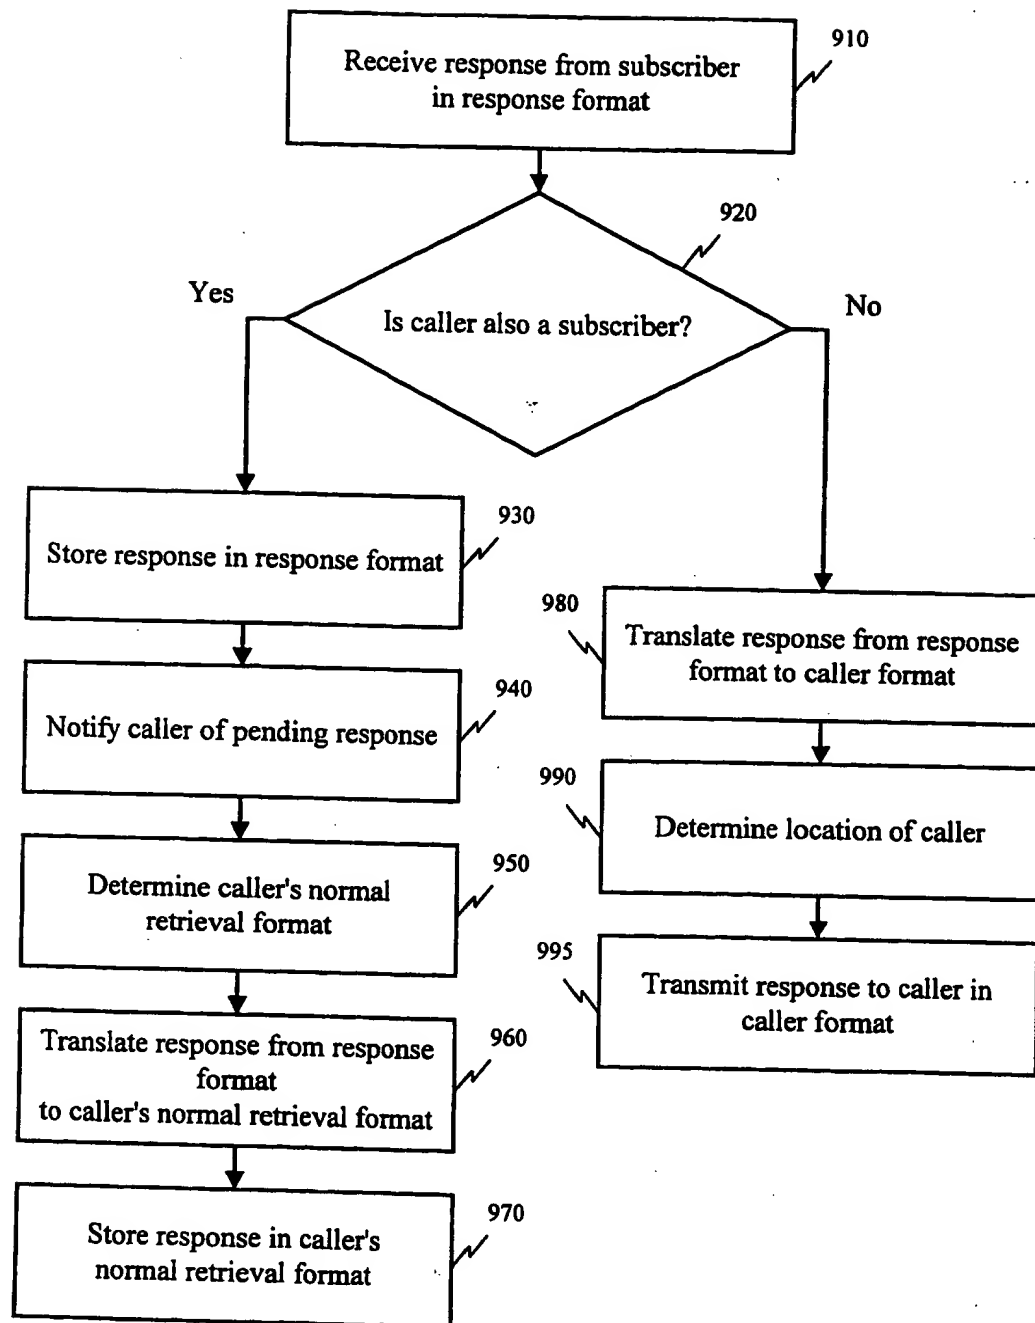 Receive response from subscriber
in response format
910
920
Is caller also a subscriber?
Yes
No
930
Store response in response format
940
Notify caller of pending response
950
Determine caller's normal
retrieval format
960
Translate response from response
format
to caller's normal retrieval format
970
Store response in caller's
normal retrieval format
980
Translate response from response
format to caller format
990
Determine location of caller
995
Transmit response to caller in
caller format